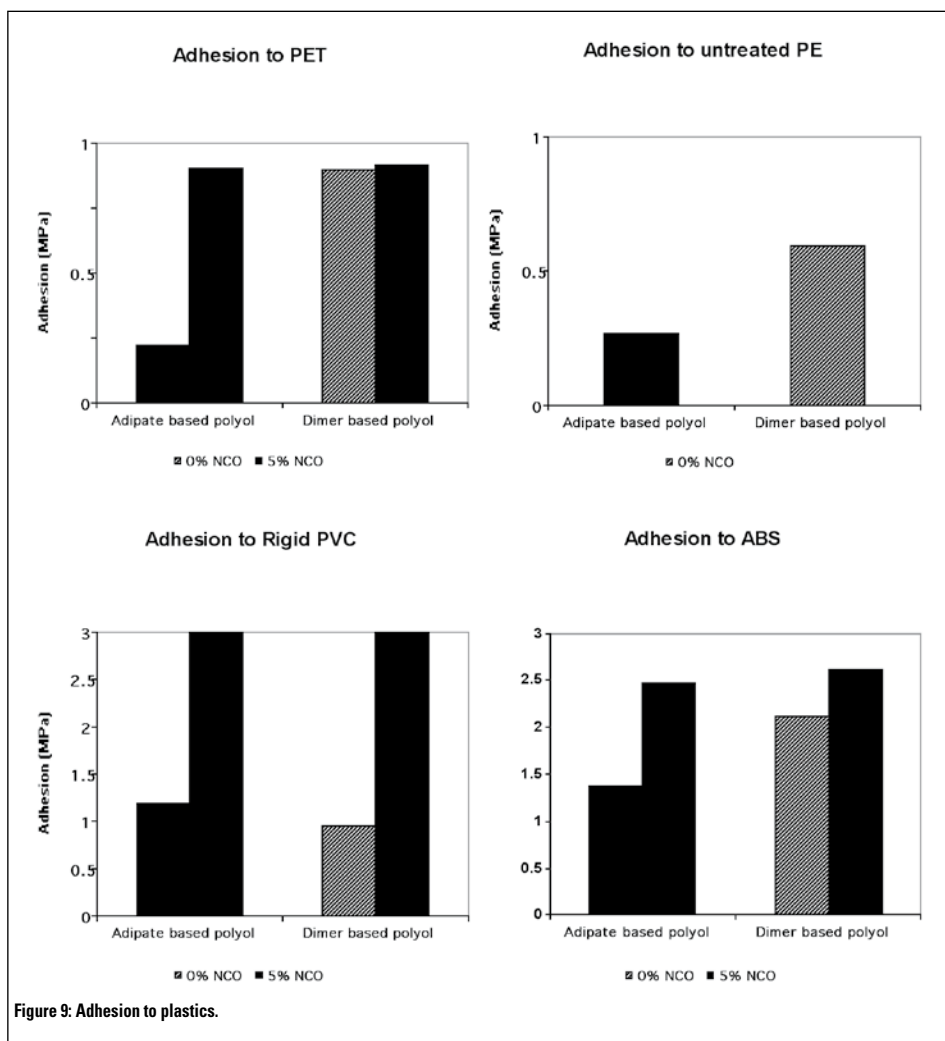 Adhesion to PET
Adhesion (MPa)
1
0.5
0
Adipate based polyol Dimer based polyol
0% NCO 5% NCO
Adhesion to untreated PE
Adhesion (MPa)
1
0.5
0
Adipate based polyol Dimer based polyol
0% NCO
Adhesion to Rigid PVC
Adhesion (MPa)
3
2.5
2
1.5
1
0.5
0
Adipate based polyol Dimer based polyol
0% NCO 5% NCO
Adhesion to ABS
3
2.5
2
1.5
1
0.5
0
Adipate based polyol Dimer based polyol
0% NCO 5% NCO
Figure 9: Adhesion to plastics.